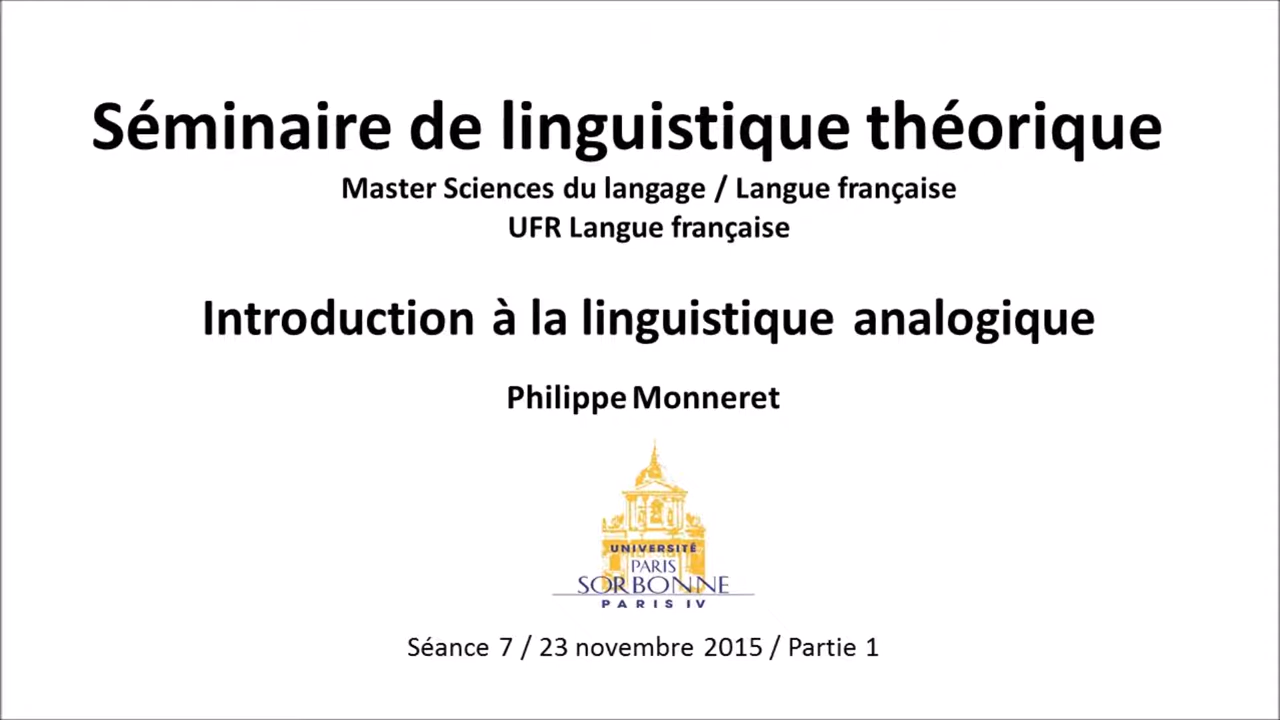 Séminaire de linguistique théorique
Master Sciences du langage / Langue française
UFR Langue française
Introduction à la linguistique analogique
Philippe Monneret
UNIVERSITÉ
PARIS
SORBONNE
PARIS IV
Séance 7 / 23 novembre 2015 / Partie 1